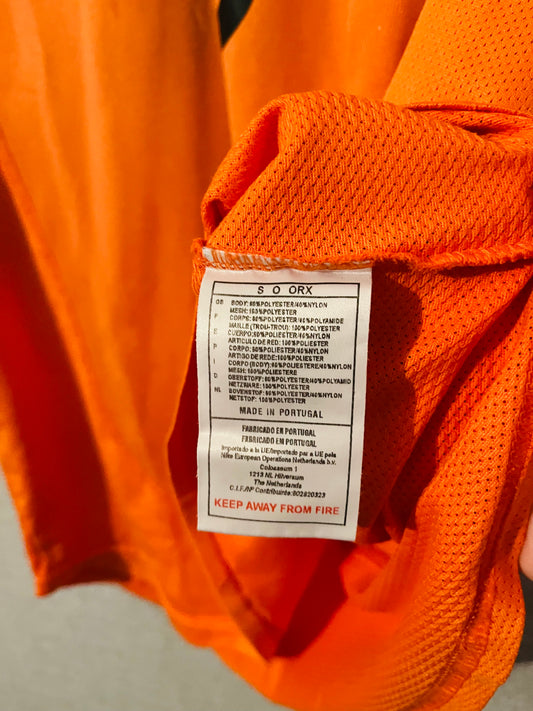 S O ORX
GB BODY: 60%POLYESTER/40%NYLON
MESH: 100%POLYESTER
F CORPS: 60%POLYESTER/40%POLYAMIDE
MAILLE (TROU-TROU): 100%POLYESTER
E CUERPO: 60%POLIESTER/40%NYLON
ARTICULO DE RED: 100%POLIESTER
P CORPO: 60%POLIESTER/40%NYLON
ARTIGO DE REDE: 100%POLIESTER
I CORPO (BODY): 60%POLIESTERE/40%NYLON
MESH: 100%POLIESTERE
D OBERSTOFF: 60%POLYESTER/40%POLYAMID
NETZWARE: 100%POLYESTER
NL BOVENSTOF: 60%POLYESTER/40%NYLON
NETSTOF: 100%POLYESTER
MADE IN PORTUGAL
FABRICADO EN PORTUGAL
FABRICADO EM PORTUGAL
Importado a la UE/Importado par a UE pela
Nike European Operations Netherlands b.v.
Colosseum 1
1213 NL Hilversum
The Netherlands
C.I.F./Nº Contribuinte:
KEEP AWAY FROM FIRE